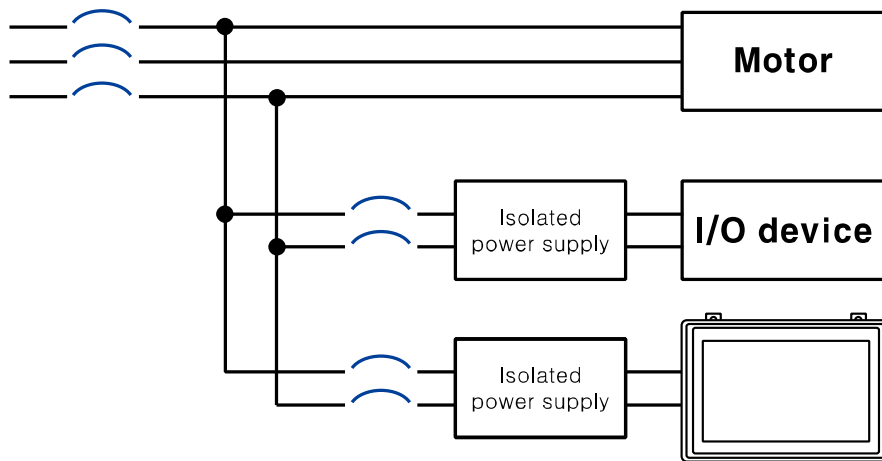 Motor
Isolated
power supply
I/O device
Isolated
power supply